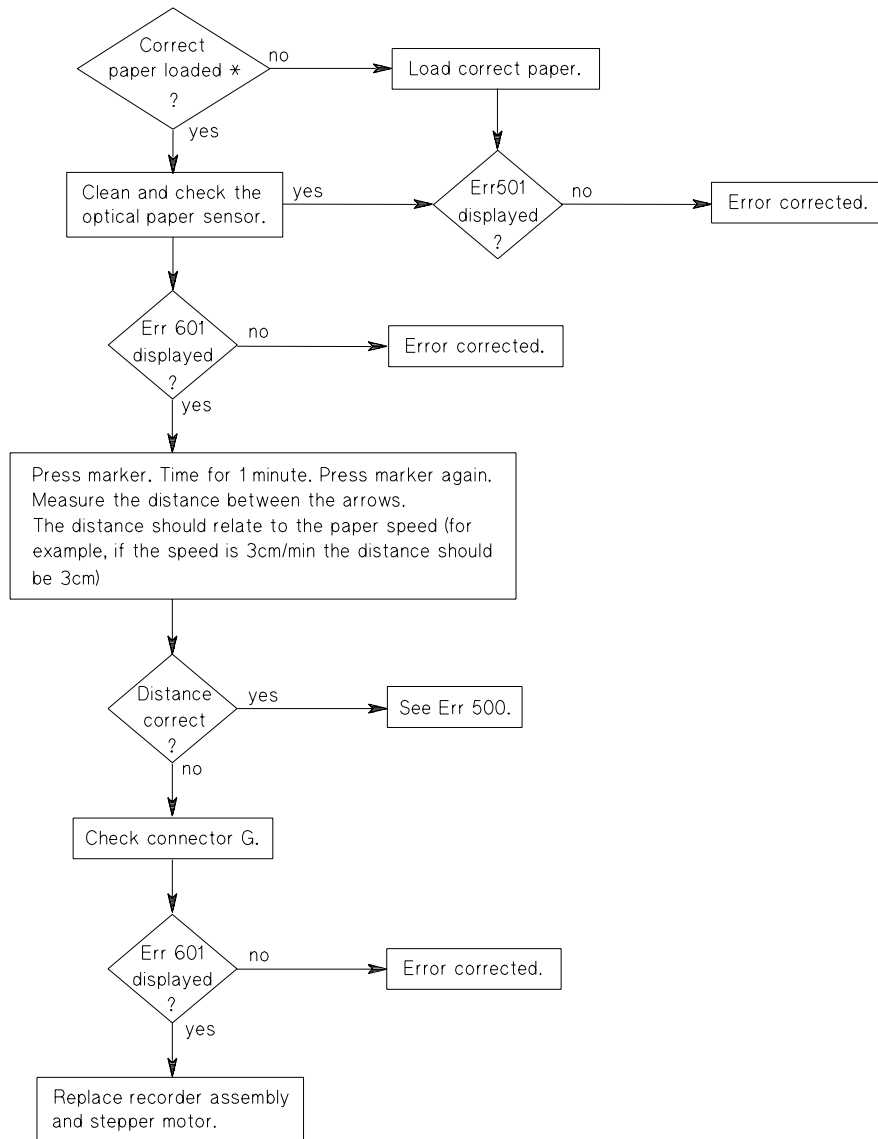 Correct
paper loaded *
?
no
Load correct paper.
yes
Clean and check the
optical paper sensor.
yes
Err501
displayed
?
no
Error corrected.
Err 601
displayed
?
no
Error corrected.
yes
Press marker. Time for 1 minute. Press marker again.
Measure the distance between the arrows.
The distance should relate to the paper speed (for
example, if the speed is 3cm/min the distance should
be 3cm)
Distance
correct
?
yes
See Err 500.
no
Check connector G.
Err 601
displayed
?
no
Error corrected.
yes
Replace recorder assembly
and stepper motor.